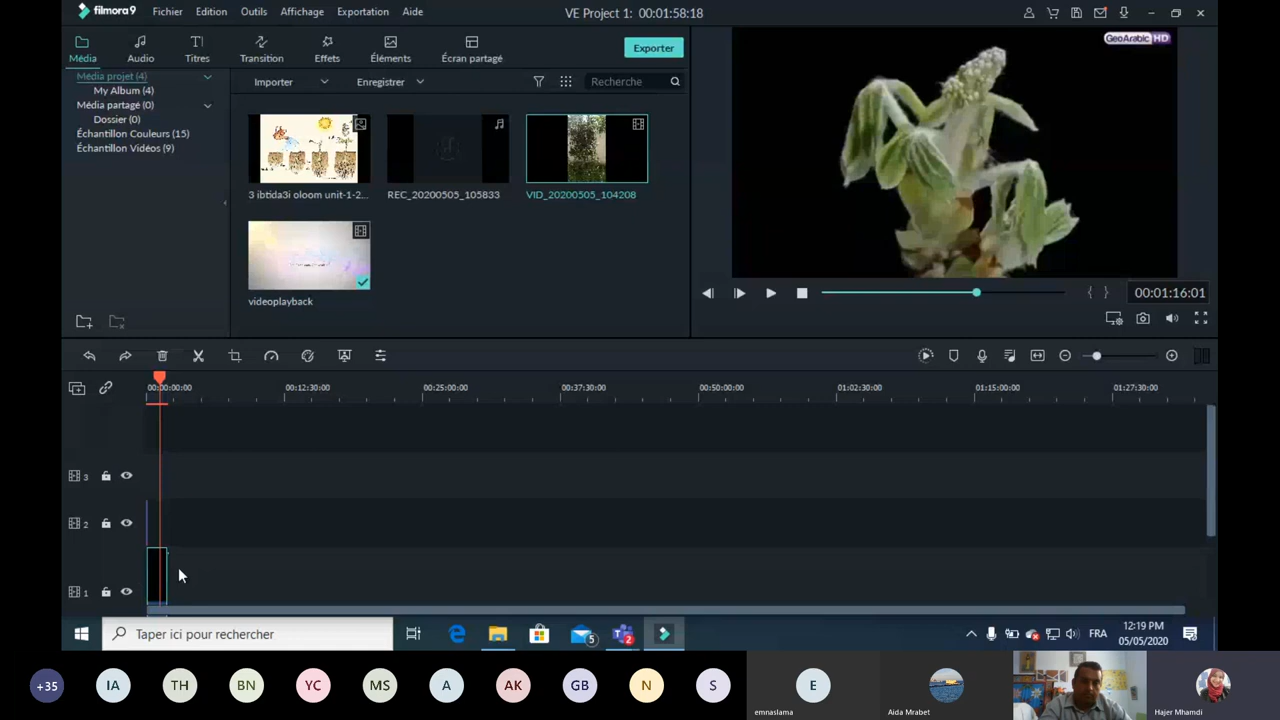 filmora9 Fichier Edition Outils Affichage Exportation Aide VE Project 1: 00:01:58:18
Média Audio Titres Transition Effets Éléments Écran partagé Exporter
GeoArabic HD
Média projet (4)
My Album (4)
Média partagé (0)
Dossier (0)
Échantillon Couleurs (15)
Échantillon Vidéos (9)
Importer Enregistrer Recherche
3 ibtida3i oloom unit-1-2... REC_20200505_105833 VID_20200505_104208
videoplayback
00:01:16:01
00:00:00:00 00:12:30:00 00:25:00:00 00:37:30:00 00:50:00:00 01:02:30:00 01:15:00:00 01:27:30:00
3
2
1
Taper ici pour rechercher 5 2 FRA 12:19 PM
05/05/2020
+35 IA TH BN YC MS A AK GB N S E
emnaslama Aida Mrabet Hajer Mhamdi